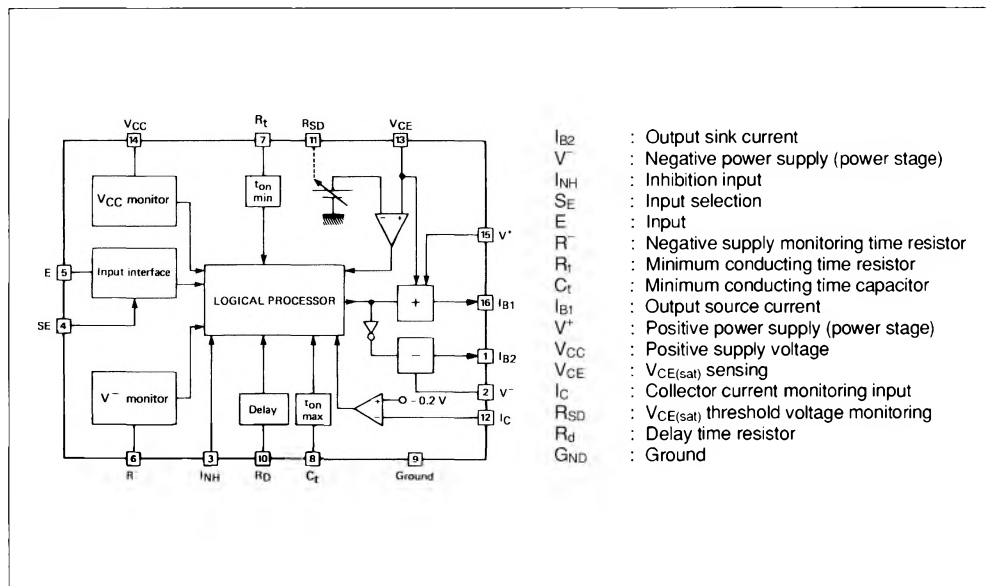 VCC
Rt
RSD
VCE
14
7
11
13
VCC monitor
ton
min
- +
15 V+
E 5
Input interface
LOGICAL PROCESSOR
+
16 IB1
SE 4
−
1 IB2
V− monitor
Delay
ton
max
+
−
− 0.2 V
2 V−
12 IC
6
3
10
8
9
R−
INH
RD
Ct
Ground
IB2 : Output sink current
V− : Negative power supply (power stage)
INH : Inhibition input
SE : Input selection
E : Input
R− : Negative supply monitoring time resistor
Rt : Minimum conducting time resistor
Ct : Minimum conducting time capacitor
IB1 : Output source current
V+ : Positive power supply (power stage)
VCC : Positive supply voltage
VCE : VCE(sat) sensing
IC : Collector current monitoring input
RSD : VCE(sat) threshold voltage monitoring
Rd : Delay time resistor
GND : Ground